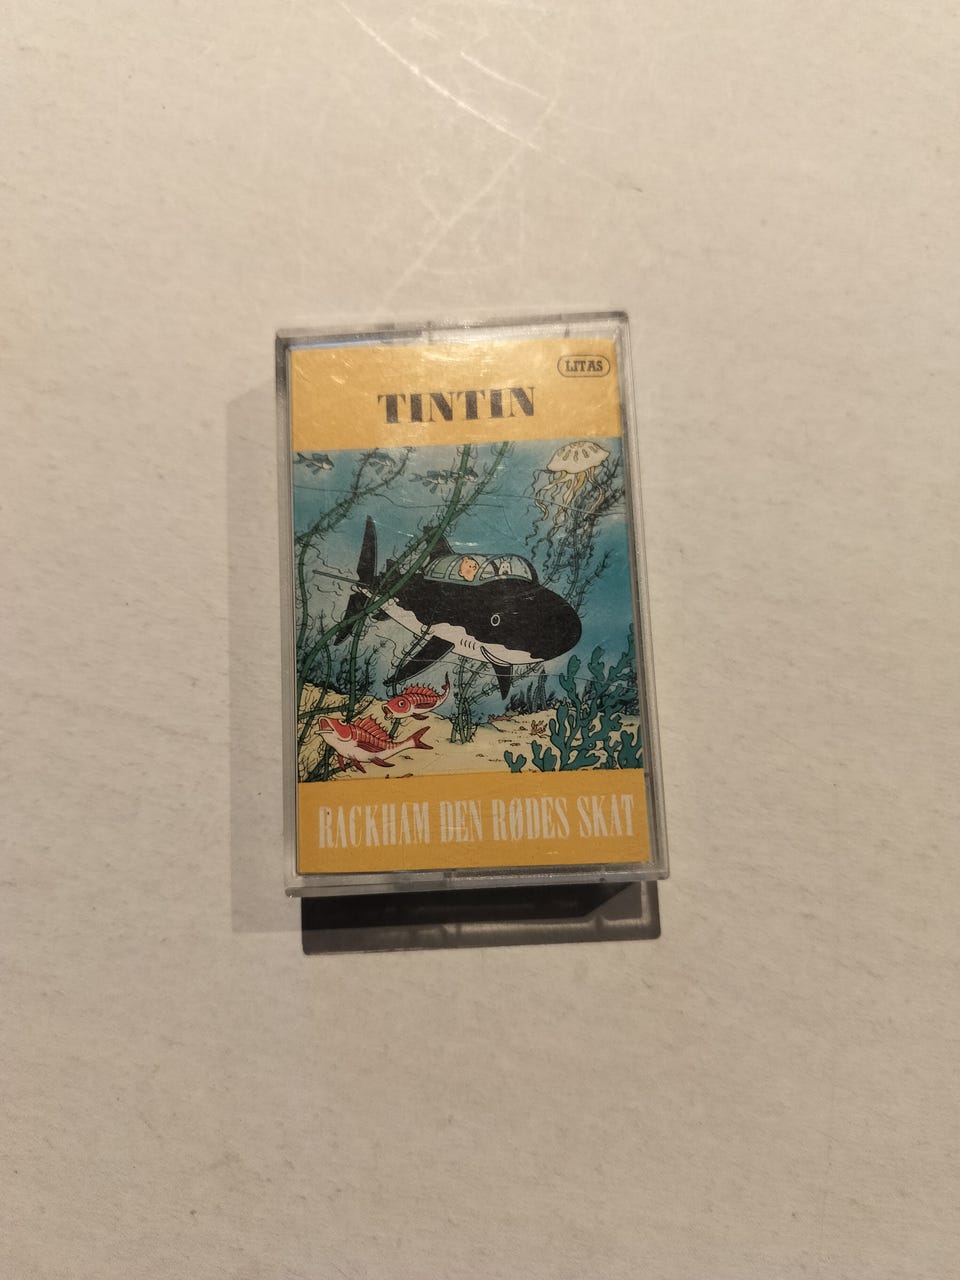 LITAS
TINTIN
RACKHAM DEN RØDES SKAT